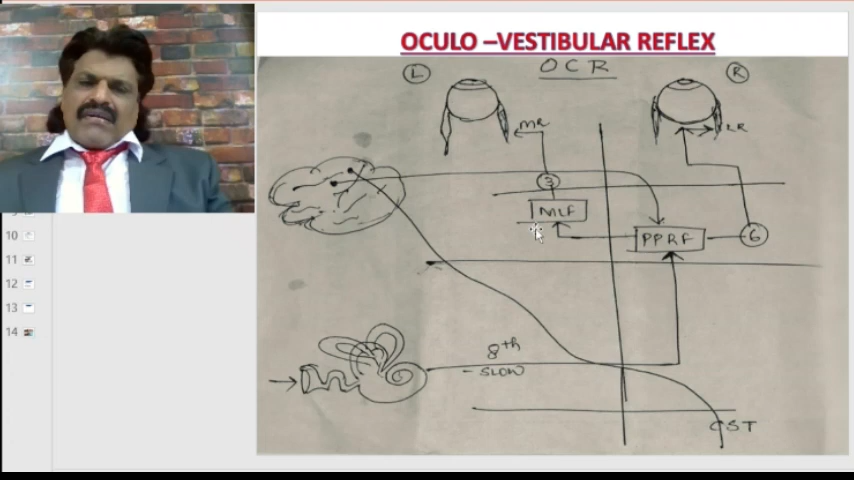 OCULO –VESTIBULAR REFLEX
L
OCR
R
MR
LR
3
MLF
PPRF
6
8th
- SLOW
CST
10
11
12
13
14